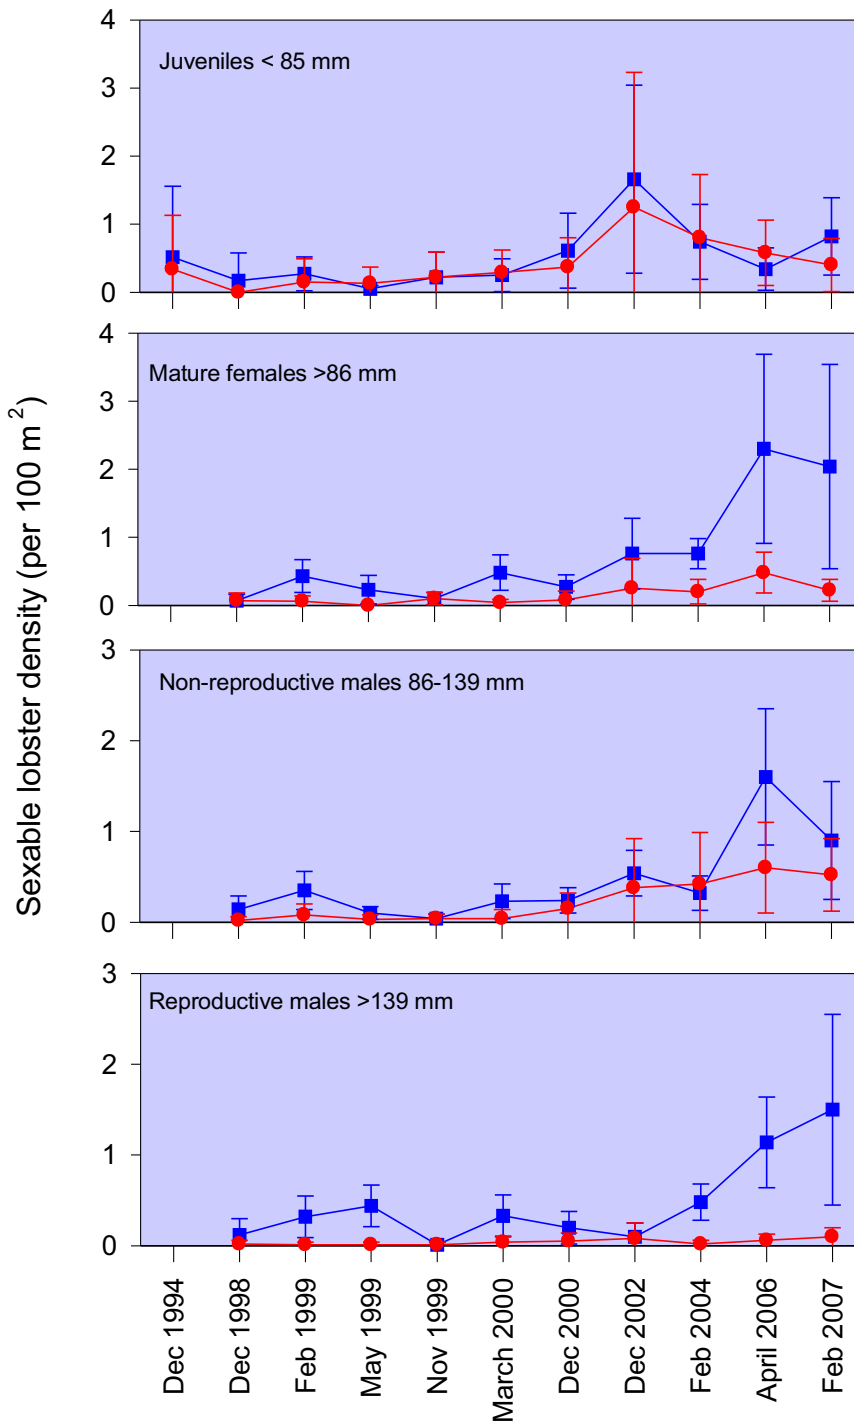 Sexable lobster density (per 100 m²)
4
3
2
1
0
Juveniles < 85 mm
4
3
2
1
0
Mature females >86 mm
3
2
1
0
Non-reproductive males 86-139 mm
3
2
1
0
Reproductive males >139 mm
Dec 1994
Dec 1998
Feb 1999
May 1999
Nov 1999
March 2000
Dec 2000
Dec 2002
Feb 2004
April 2006
Feb 2007